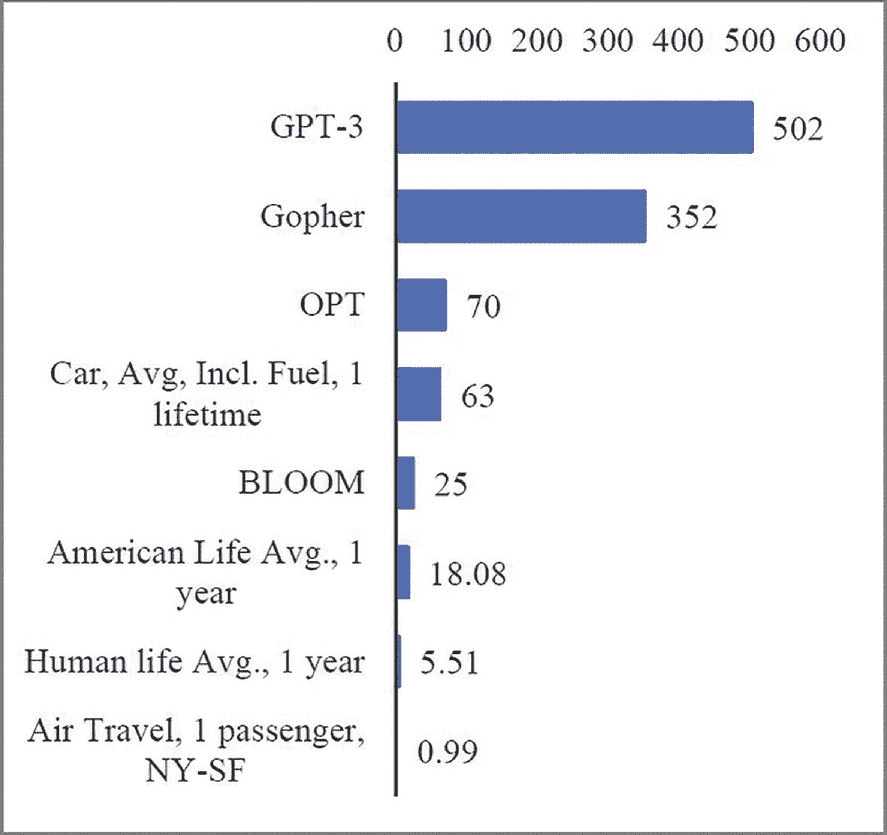 0 100 200 300 400 500 600
GPT-3 502
Gopher 352
OPT 70
Car, Avg, Incl. Fuel, 1
lifetime 63
BLOOM 25
American Life Avg., 1
year 18.08
Human life Avg., 1 year 5.51
Air Travel, 1 passenger,
NY-SF 0.99